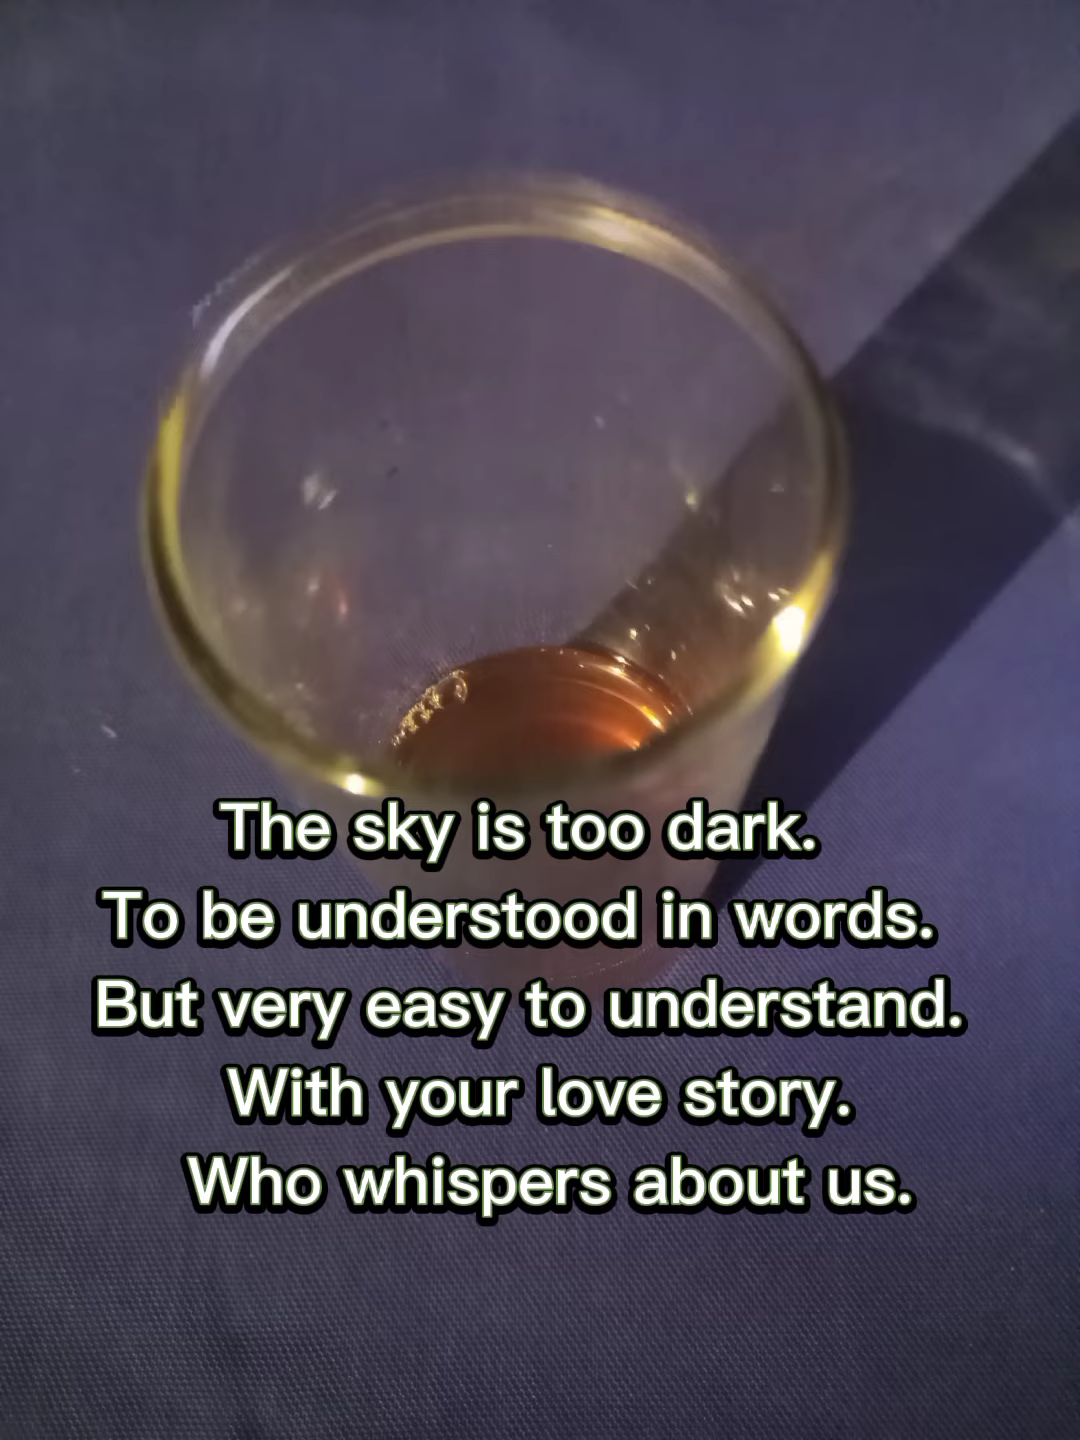 The sky is too dark.
To be understood in words.
But very easy to understand.
With your love story.
Who whispers about us.